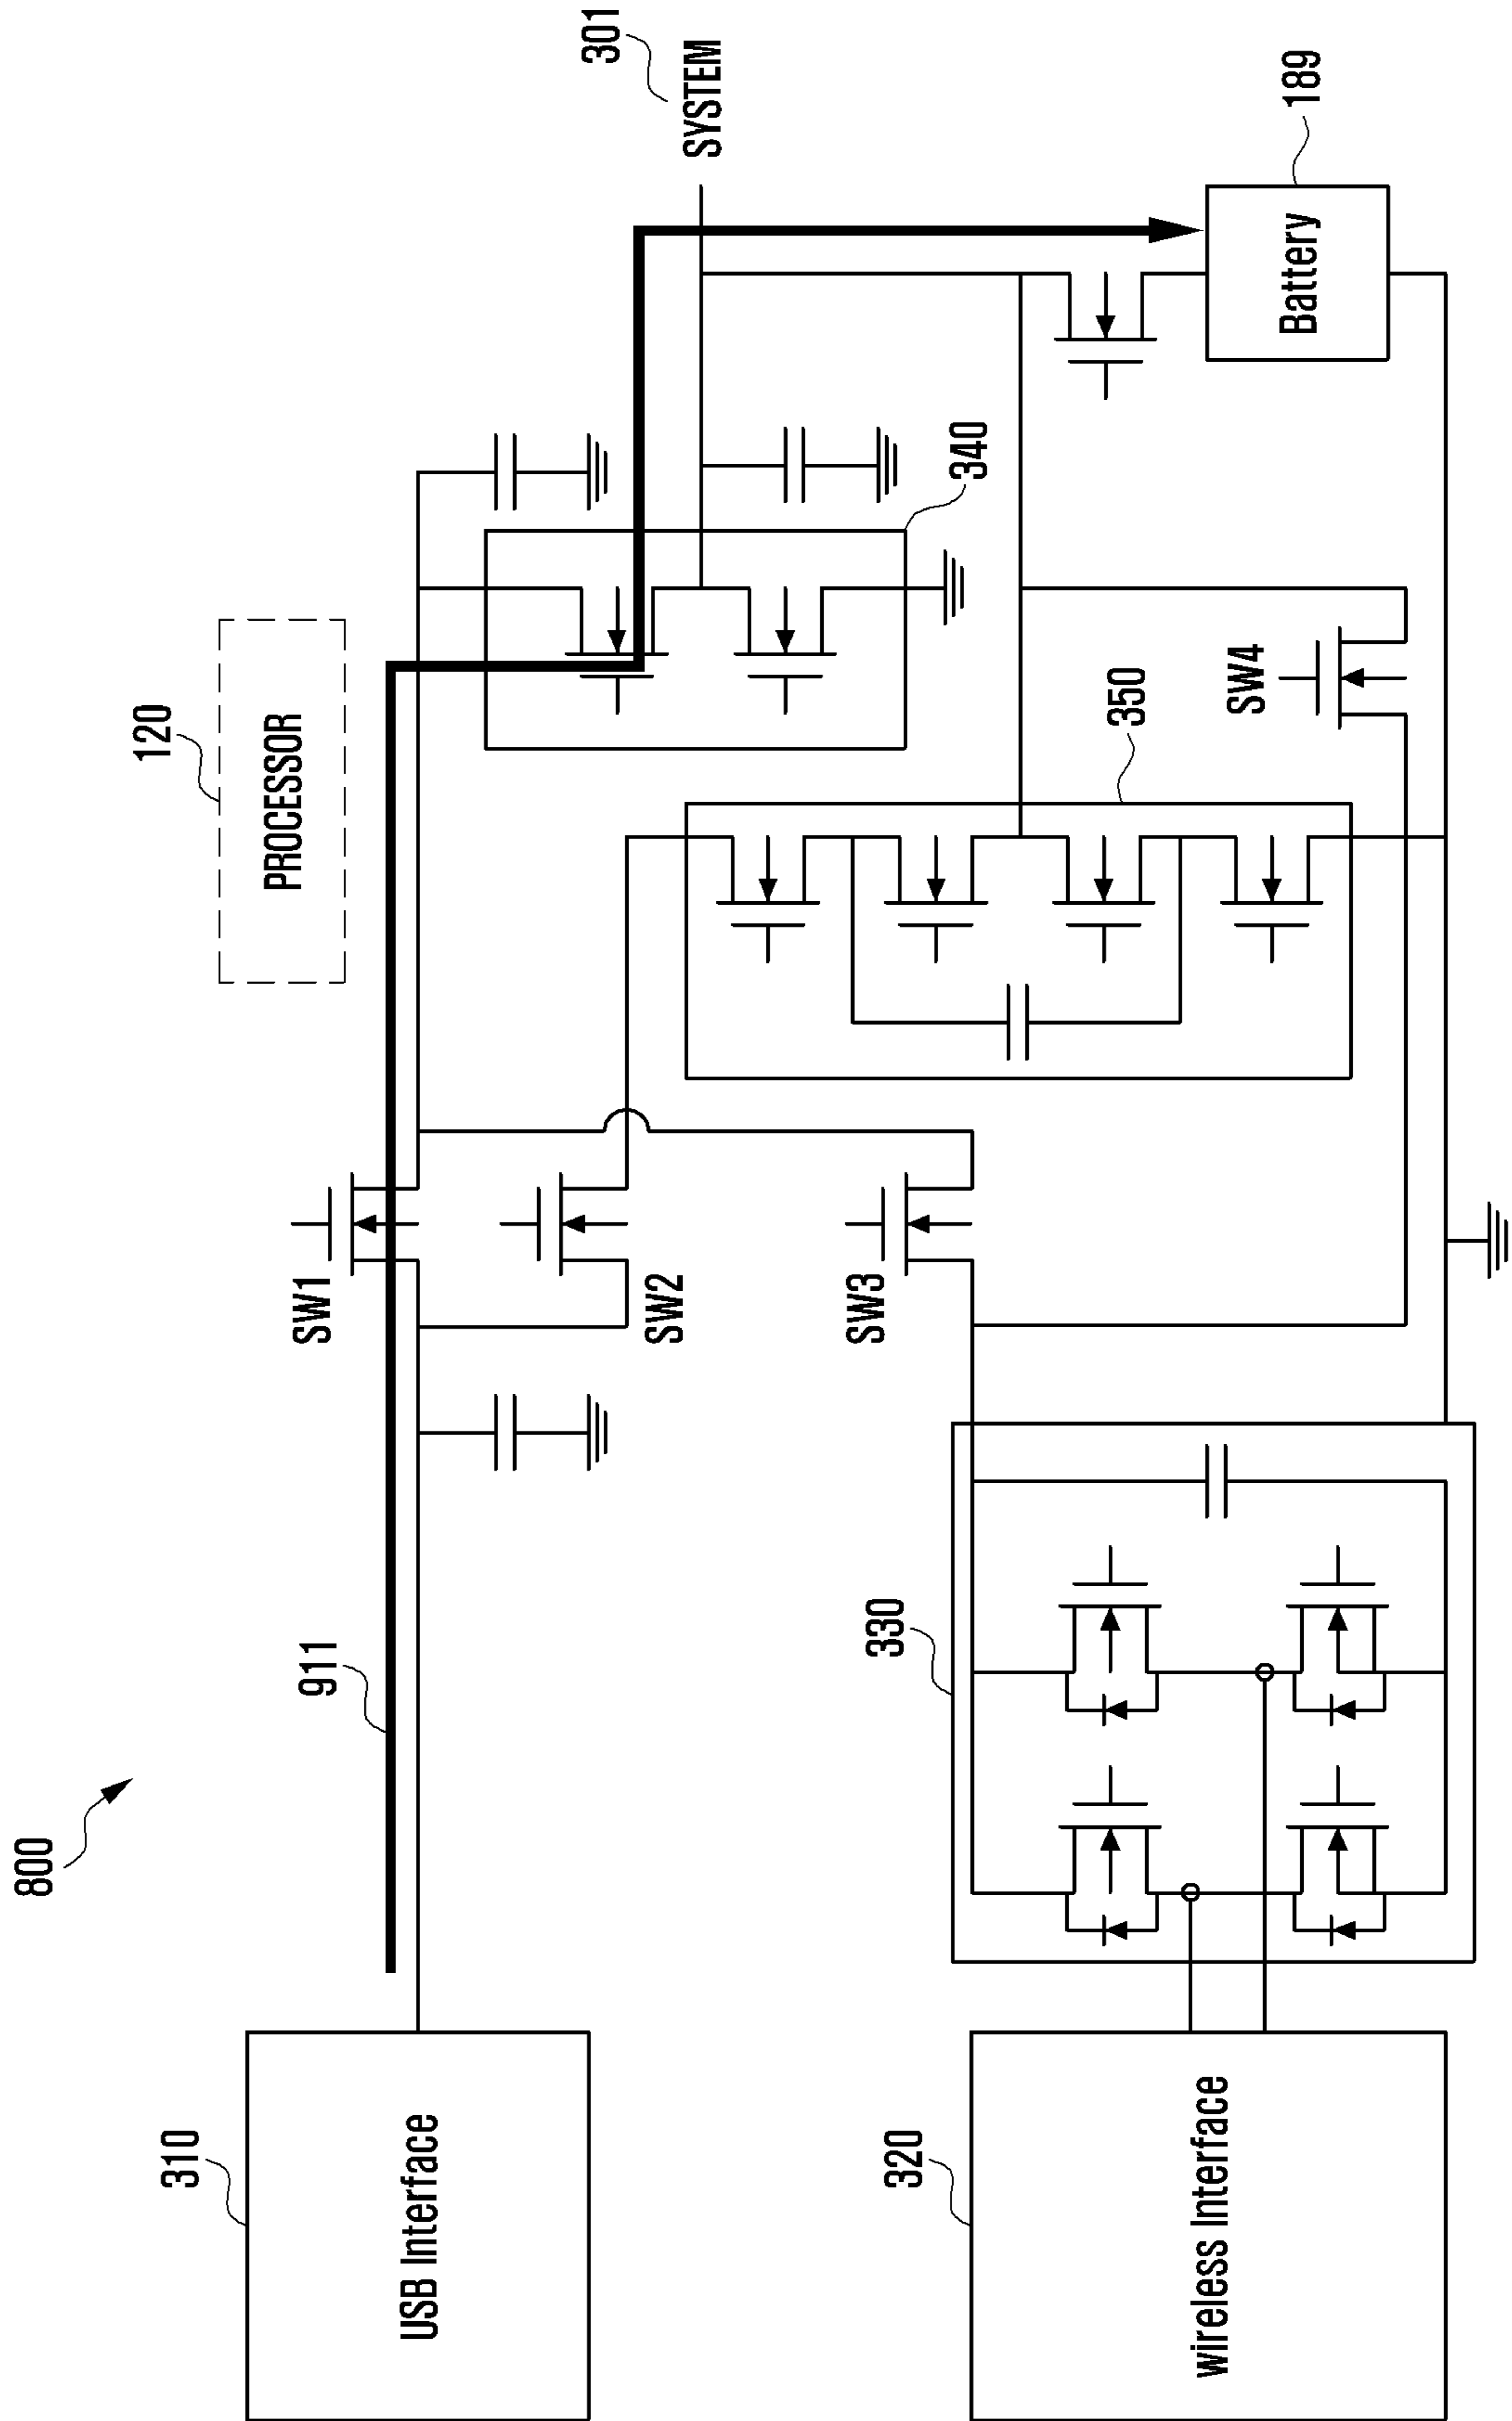 800
310
USB Interface
911
SW1
SW2
120
PROCESSOR
301
SYSTEM
340
350
SW3
SW4
320
wireless Interface
330
Battery
189